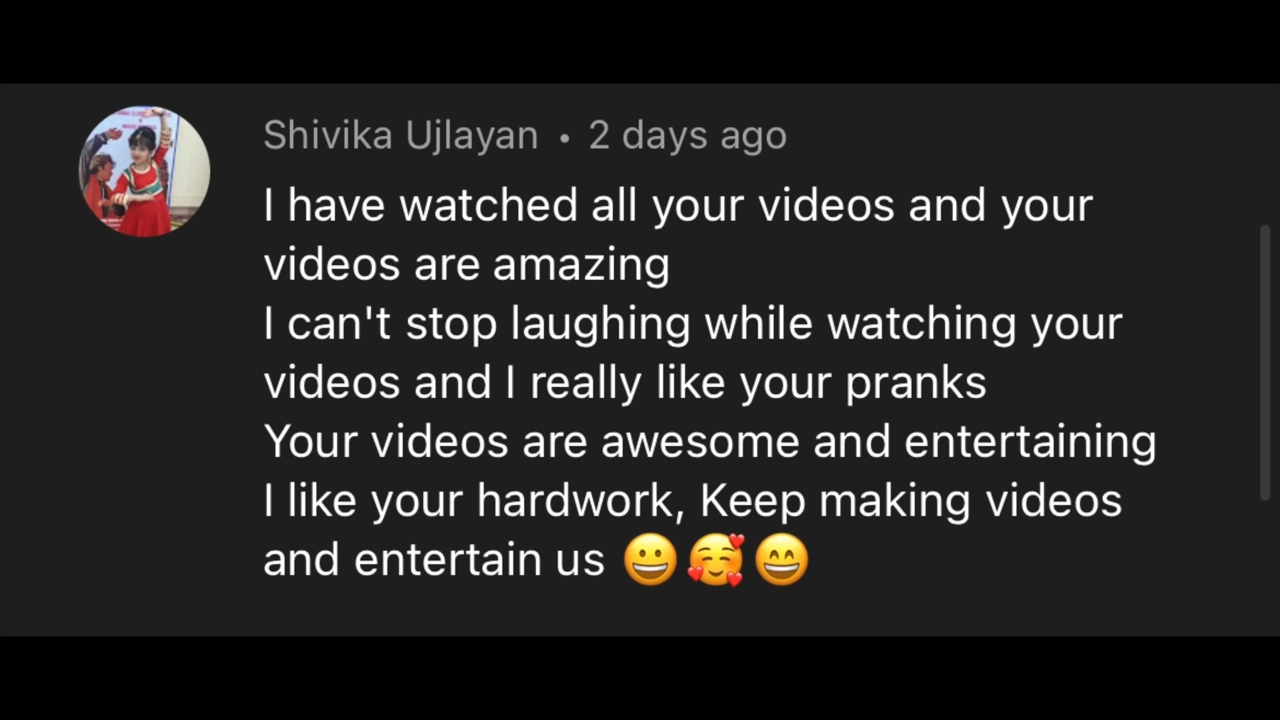 Shivika Ujlayan • 2 days ago
I have watched all your videos and your
videos are amazing
I can't stop laughing while watching your
videos and I really like your pranks
Your videos are awesome and entertaining
I like your hardwork, Keep making videos
and entertain us 😀🥰😄